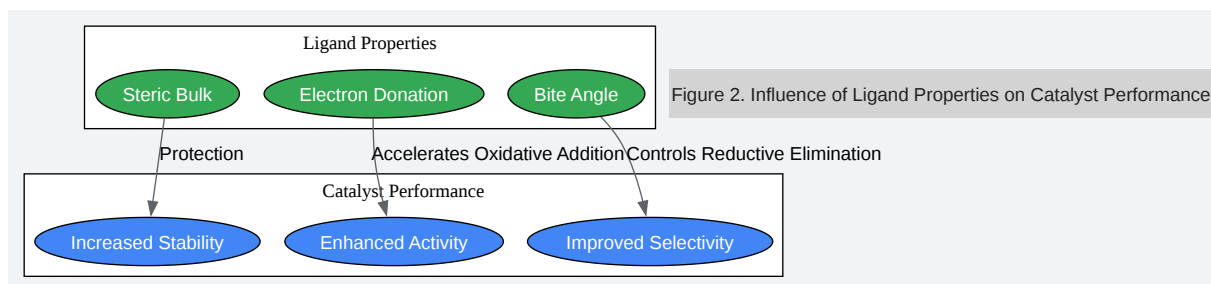 Ligand Properties
Steric Bulk
Electron Donation
Bite Angle
Figure 2. Influence of Ligand Properties on Catalyst Performance
Protection
Accelerates Oxidative Addition
Controls Reductive Elimination
Catalyst Performance
Increased Stability
Enhanced Activity
Improved Selectivity